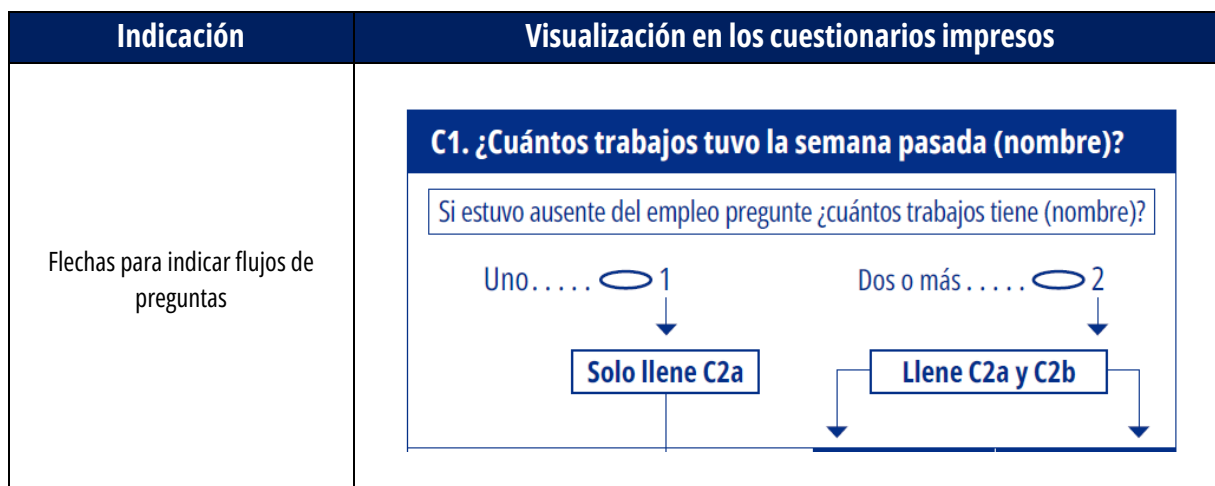 Indicación
Visualización en los cuestionarios impresos
Flechas para indicar flujos de
preguntas
C1. ¿Cuántos trabajos tuvo la semana pasada (nombre)?
Si estuvo ausente del empleo pregunte ¿cuántos trabajos tiene (nombre)?
Uno..... 1
Dos o más..... 2
Solo llene C2a
Llene C2a y C2b